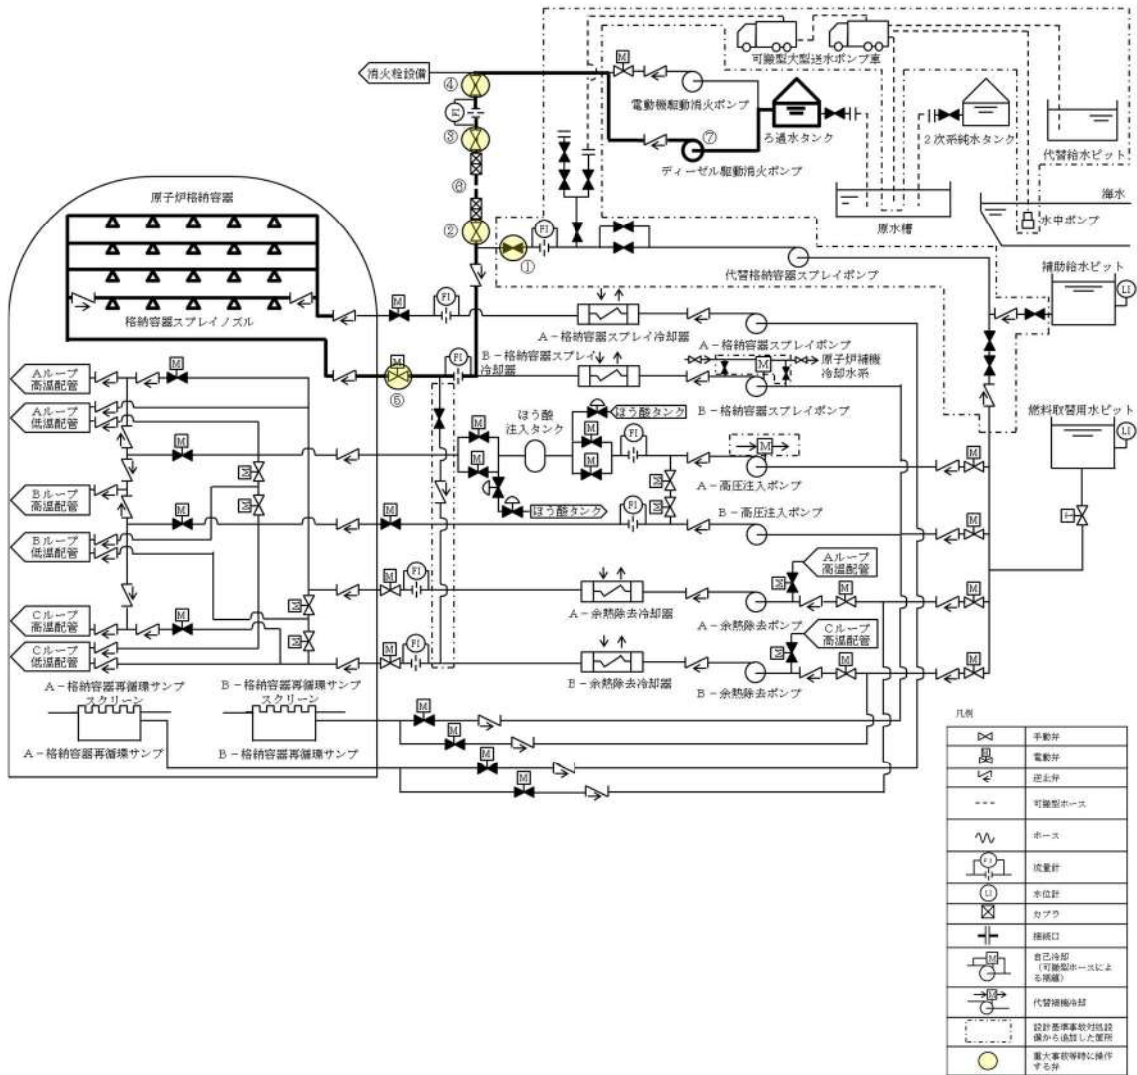 消火栓設備
④
M
可搬型大型送水ポンプ車
電動機駆動消火ポンプ
FI
③
⑦
ろ過水タンク
2次系純水タンク
代替給水ピット
ディーゼル駆動消火ポンプ
⑥
海水
原子炉格納容器
水中ポンプ
原水槽
②
FI
①
代替格納容器スプレイポンプ
補助給水ピット
LI
格納容器スプレイノズル
M
FI
A-格納容器スプレイ冷却器
A-格納容器スプレイポンプ
B-格納容器スプレイ
冷却器
FI
M
原子炉補機
冷却水系
M
⑤
B-格納容器スプレイポンプ
Aループ
高温配管
M
Aループ
低温配管
ほう酸
注入タンク
ほう酸タンク
燃料取替用水ピット
LI
M
M
M
FI
M
M
M
M
A-高圧注入ポンプ
M
Bループ
高温配管
M
M
M
ほう酸タンク
FI
M
B-高圧注入ポンプ
M
I
Bループ
低温配管
M
M
Aループ
高温配管
M
FI
M
M
M
A-余熱除去冷却器
A-余熱除去ポンプ
Cループ
高温配管
M
M
M
FI
Cループ
高温配管
M
M
M
Cループ
低温配管
B-余熱除去冷却器
B-余熱除去ポンプ
A-格納容器再循環サンプ
スクリーン
B-格納容器再循環サンプ
スクリーン
M
M
A-格納容器再循環サンプ
B-格納容器再循環サンプ
M
M
凡例
手動弁
M
電動弁
逆止弁
可搬型ホース
ホース
FI
流量計
LI
水位計
カプラ
接続口
M
自己冷却
(可搬型ホースによ
る隔離)
M
代替補機冷却
設計基準事故対処設
備から追加した箇所
重大事故等時に操作
する弁